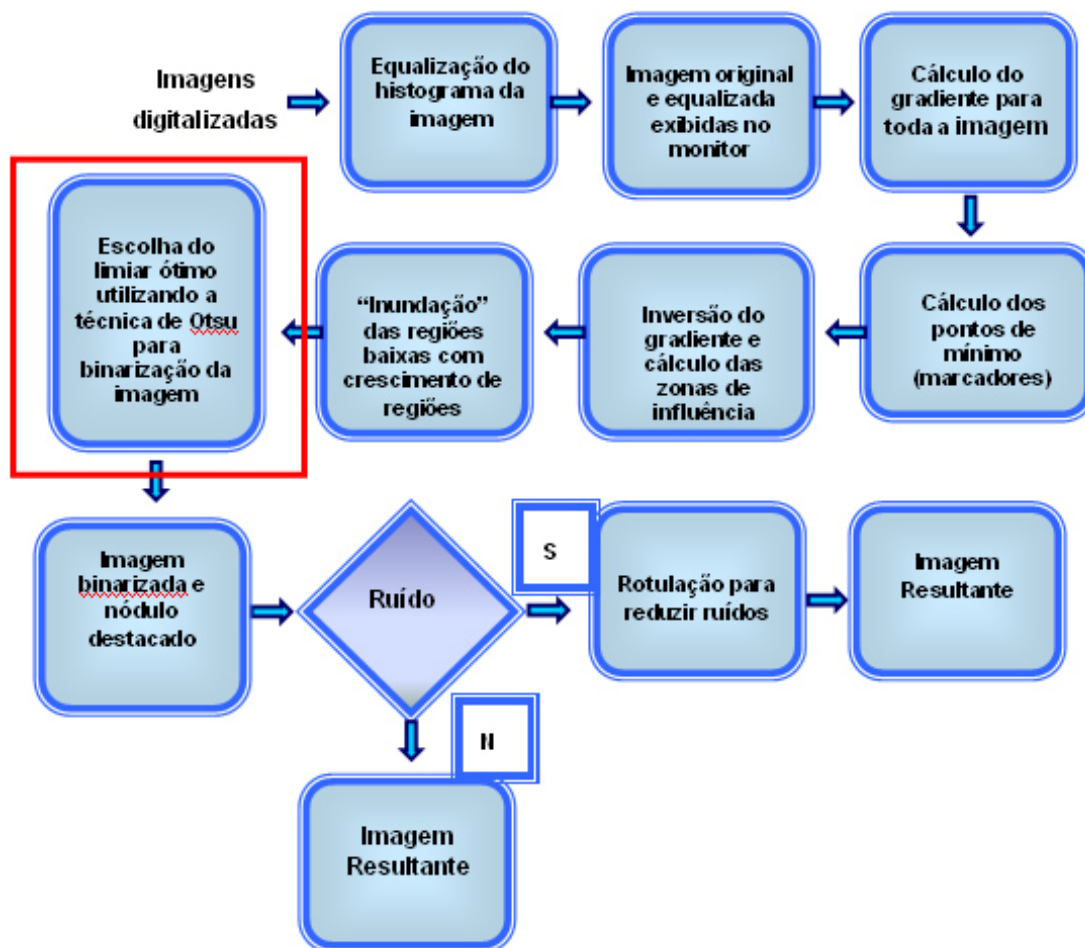 Imagens
digitalizadas
Equalização do
histograma da
imagem
Imagem original
e equalizada
exibidas no
monitor
Cálculo do
gradiente para
toda a imagem
Cálculo dos
pontos de
mínimo
(marcadores)
Inversão do
gradiente e
cálculo das
zonas de
influência
“Inundação”
das regiões
baixas com
crescimento de
regiões
Escolha do
limiar ótimo
utilizando a
técnica de Otsu
para
binarização da
imagem
Imagem
binarizada e
nódulo
destacado
Ruído
S
Rotulação para
reduzir ruídos
Imagem
Resultante
N
Imagem
Resultante